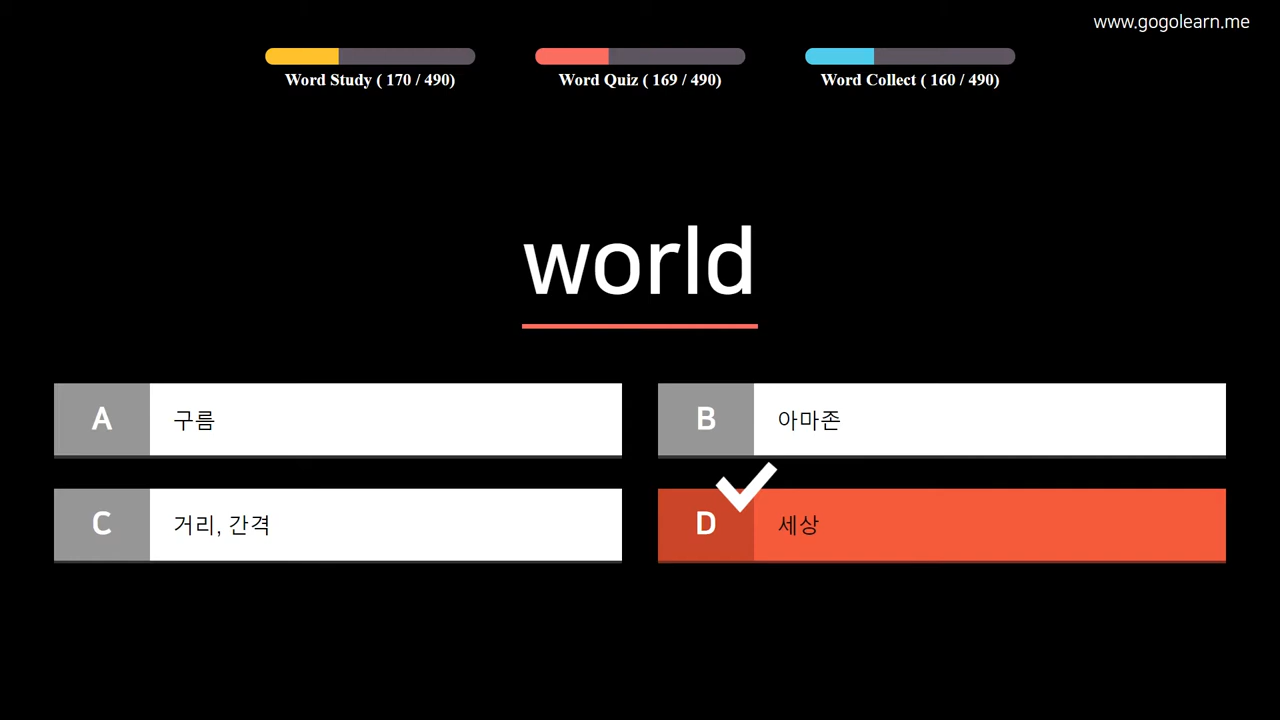 www.gogolearn.me
Word Study ( 170 / 490)
Word Quiz ( 169 / 490)
Word Collect ( 160 / 490)
world
A 구름
B 아마존
C 거리, 간격
D 세상